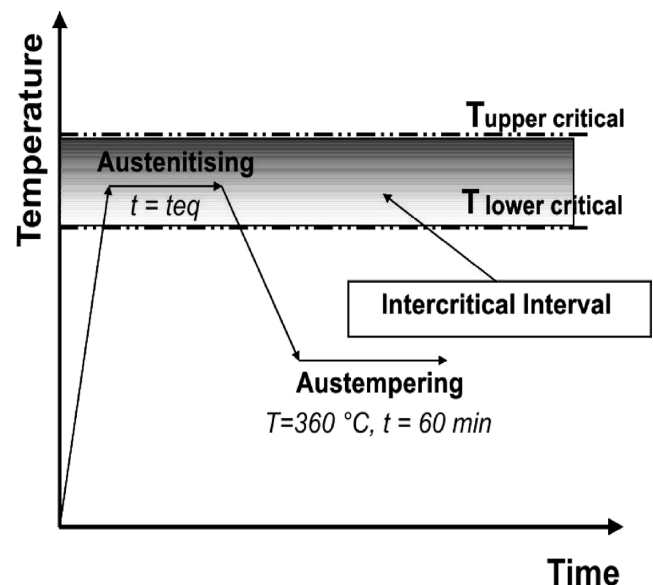 Temperature
T upper critical
Austenitising
t = teq
T lower critical
Intercritical Interval
Austempering
T=360 °C, t = 60 min
Time